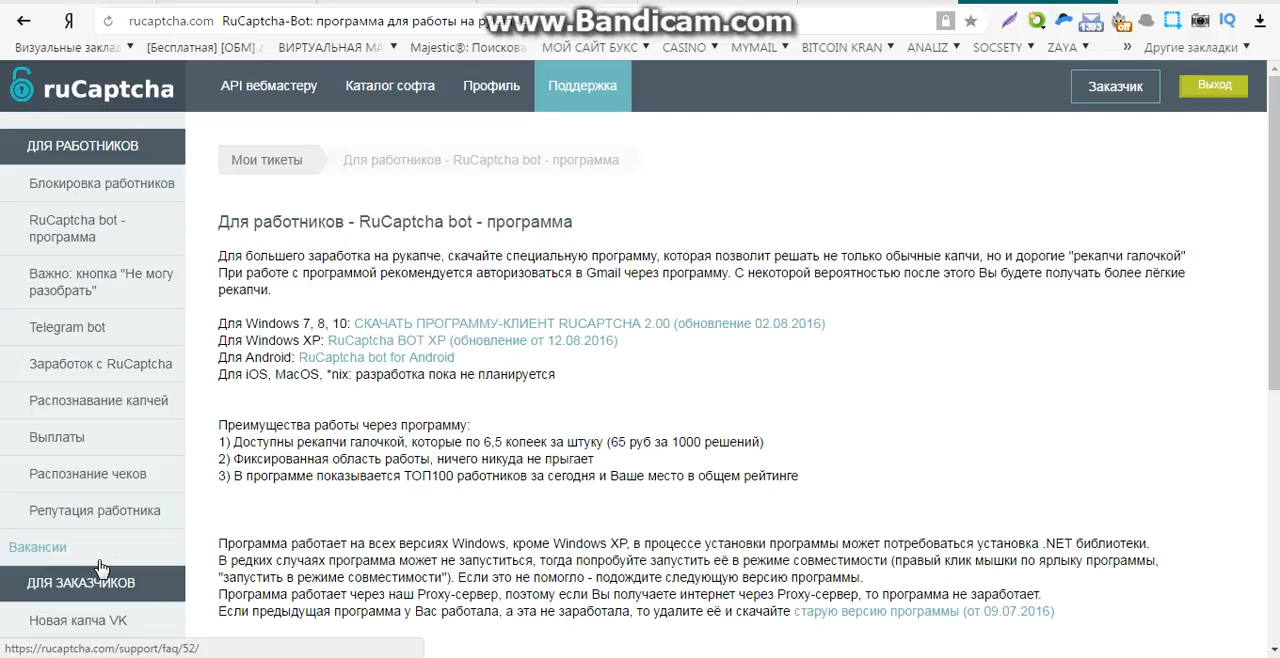 rucaptcha.com RuCaptcha-Bot: программа для работы на р
www.Bandicam.com
1393
off
IQ
Визуальные заклад
[Бесплатная] [ОБМ]
ВИРТУАЛЬНАЯ МА
Majestic®: Поискова
МОЙ САЙТ БУКС
CASINO
MYMAIL
BITCOIN KRAN
ANALIZ
SOCSETY
ZAYA
»
Другие закладки
ruCaptcha
API вебмастеру
Каталог софта
Профиль
Поддержка
Заказчик
Выход
ДЛЯ РАБОТНИКОВ
Блокировка работников
RuCaptcha bot -
программа
Важно: кнопка "Не могу
разобрать"
Telegram bot
Заработок с RuCaptcha
Распознавание капчей
Выплаты
Распознание чеков
Репутация работника
Вакансии
ДЛЯ ЗАКАЗЧИКОВ
Новая капча VK
Мои тикеты
Для работников - RuCaptcha bot - программа
Для работников - RuCaptcha bot - программа
Для большего заработка на рукапче, скачайте специальную программу, которая позволит решать не только обычные капчи, но и дорогие "рекапчи галочкой"
При работе с программой рекомендуется авторизоваться в Gmail через программу. С некоторой вероятностью после этого Вы будете получать более лёгкие
рекапчи.
Для Windows 7, 8, 10: СКАЧАТЬ ПРОГРАММУ-КЛИЕНТ RUCAPTCHA 2.00 (обновление 02.08.2016)
Для Windows XP: RuCaptcha BOT XP (обновление от 12.08.2016)
Для Android: RuCaptcha bot for Android
Для iOS, MacOS, *nix: разработка пока не планируется
Преимущества работы через программу:
1) Доступны рекапчи галочкой, которые по 6,5 копеек за штуку (65 руб за 1000 решений)
2) Фиксированная область работы, ничего никуда не прыгает
3) В программе показывается ТОП100 работников за сегодня и Ваше место в общем рейтинге
Программа работает на всех версиях Windows, кроме Windows XP, в процессе установки программы может потребоваться установка .NET библиотеки.
В редких случаях программа может не запуститься, тогда попробуйте запустить её в режиме совместимости (правый клик мышки по ярлыку программы,
"запустить в режиме совместимости"). Если это не помогло - подождите следующую версию программы.
Программа работает через наш Proxy-сервер, поэтому если Вы получаете интернет через Proxy-сервер, то программа не заработает.
Если предыдущая программа у Вас работала, а эта не заработала, то удалите её и скачайте старую версию программы (от 09.07.2016)
https://rucaptcha.com/support/faq/52/